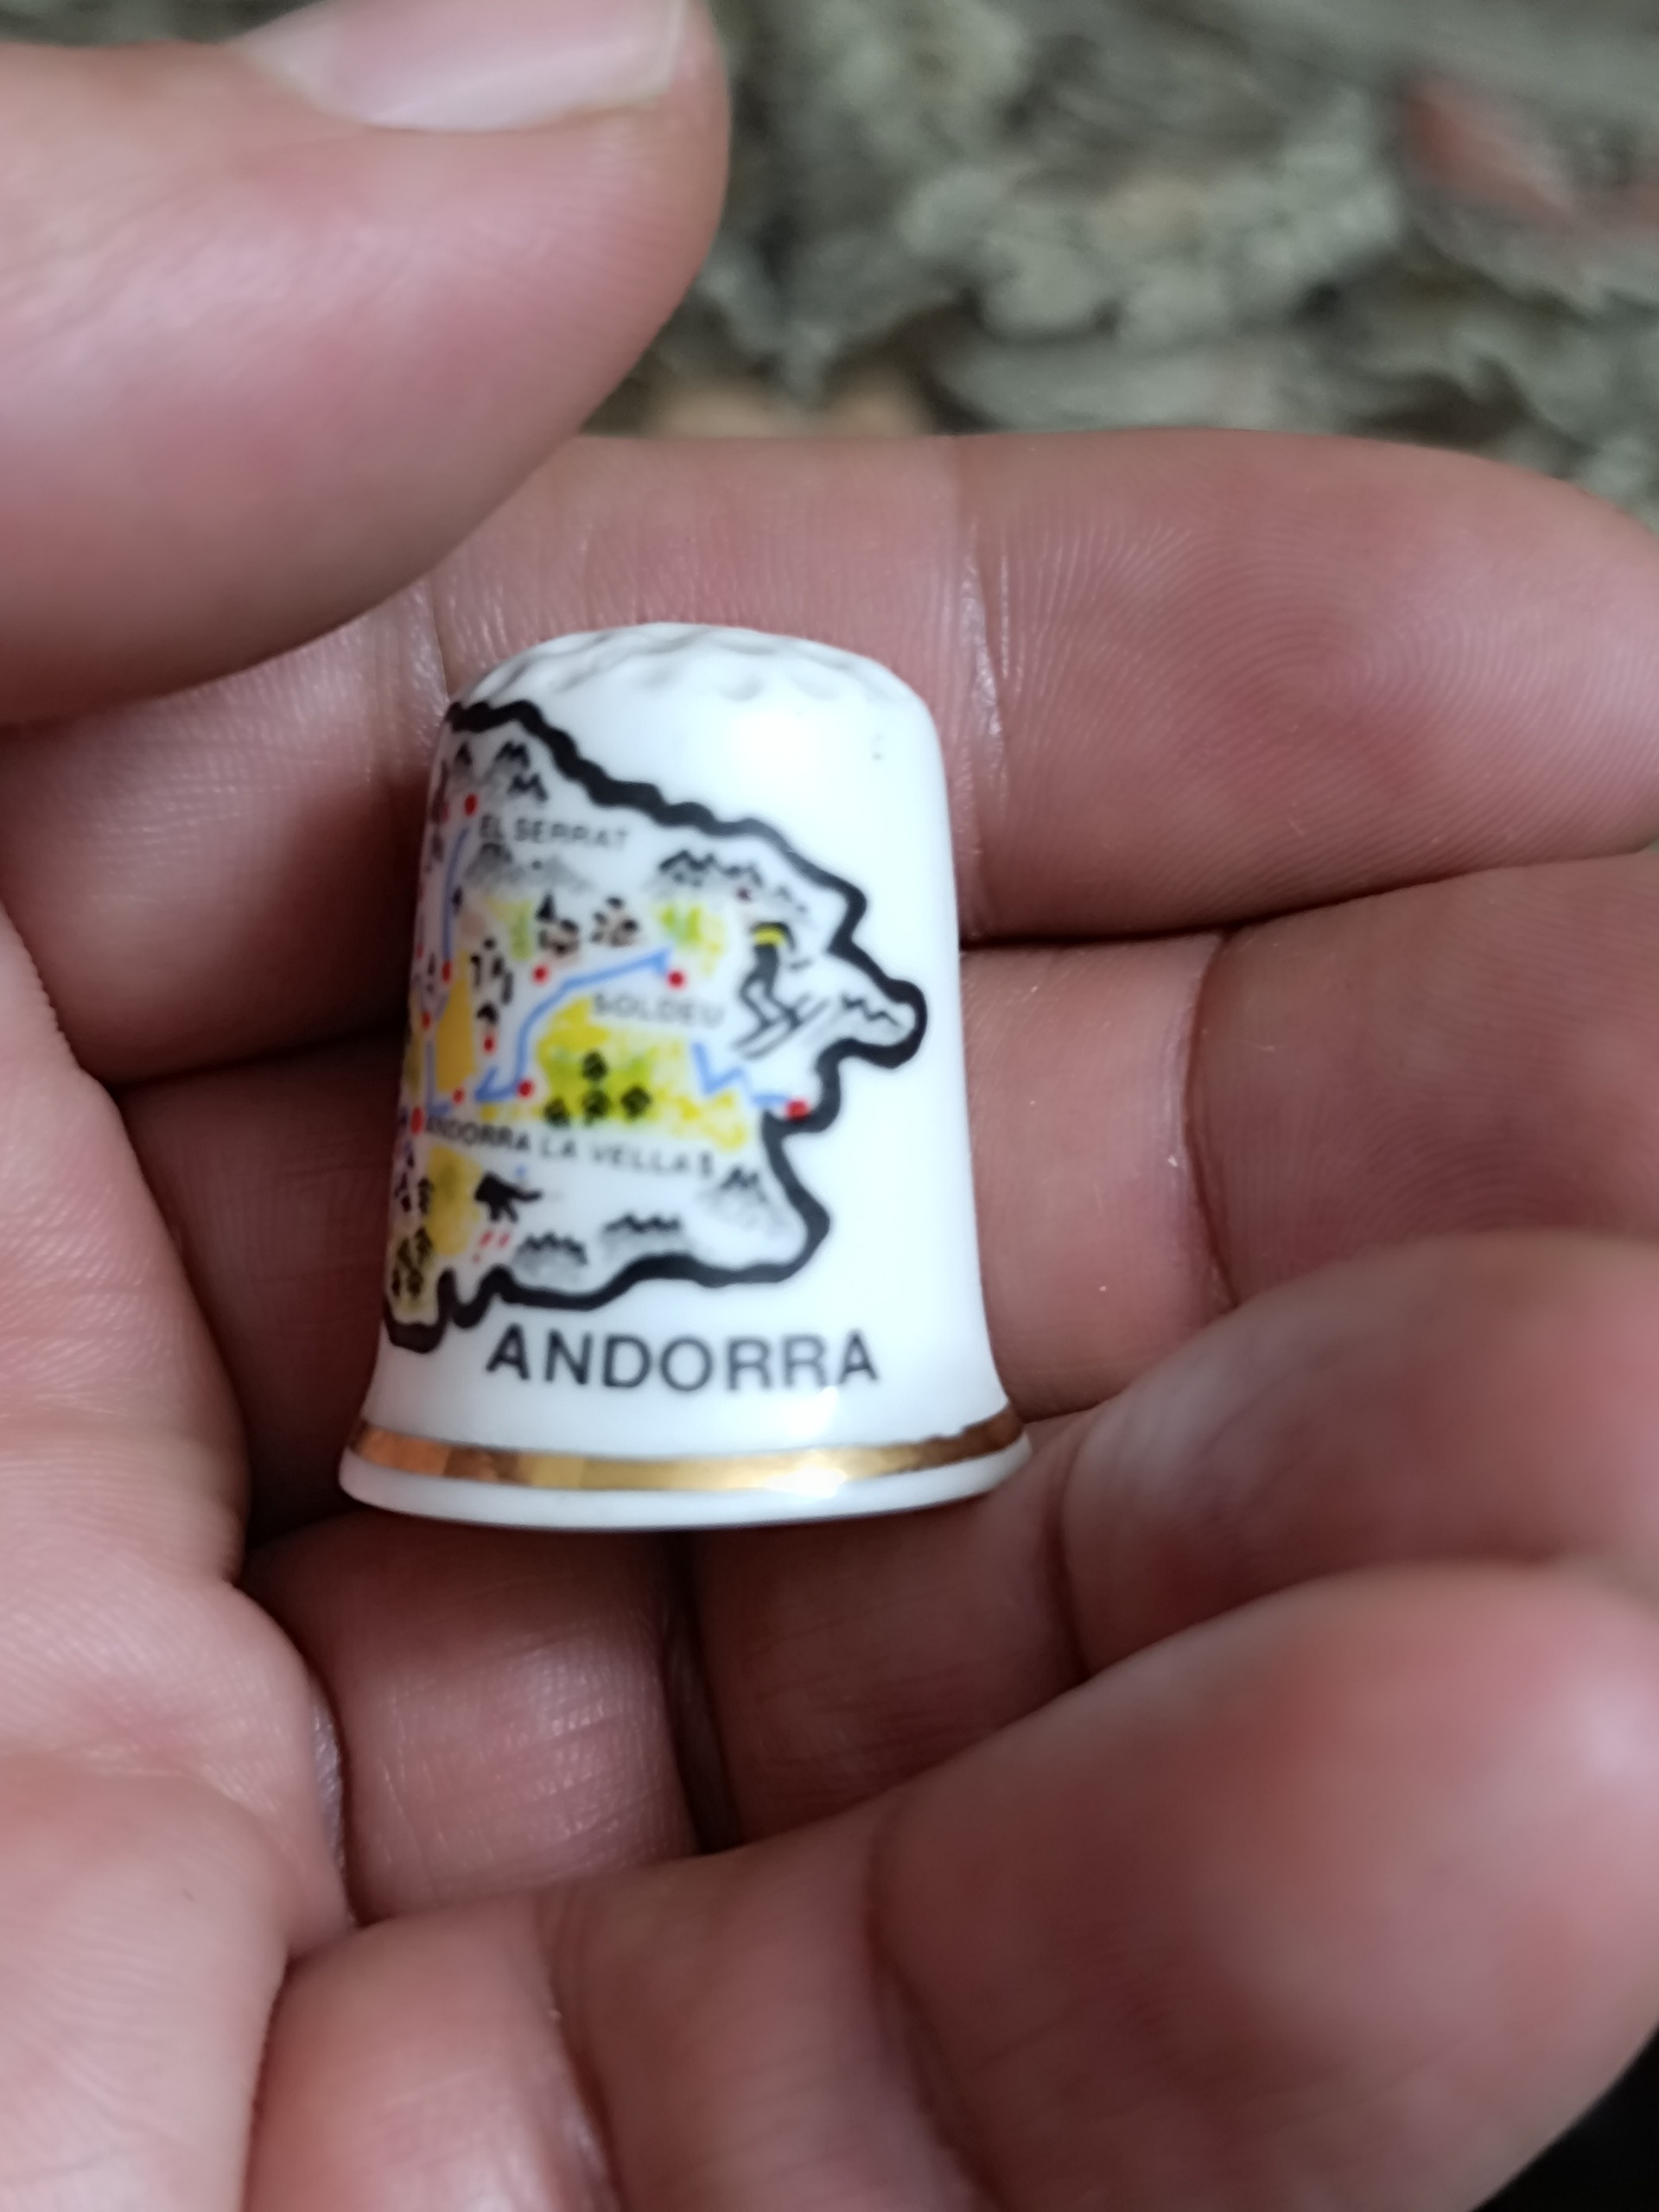 EL SERRAT
SOLDEU
ANDORRA LA VELLA
ANDORRA